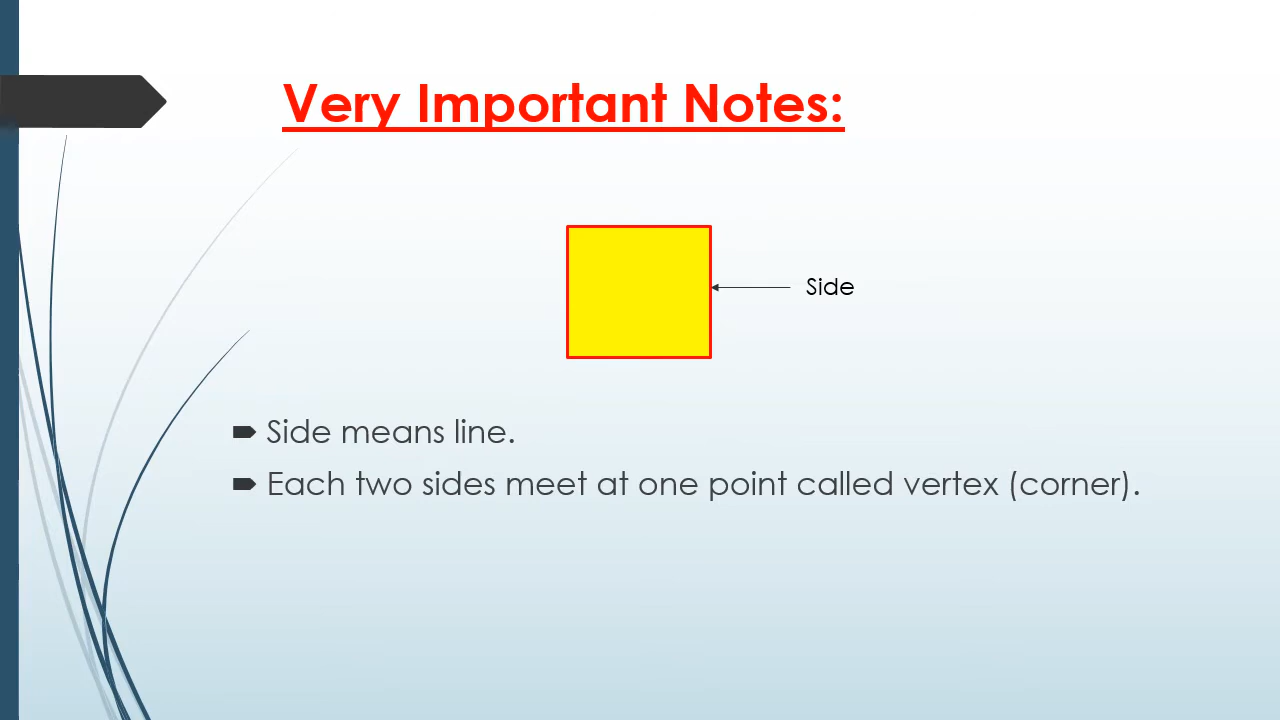 Very Important Notes:
Side
Side means line.
Each two sides meet at one point called vertex (corner).